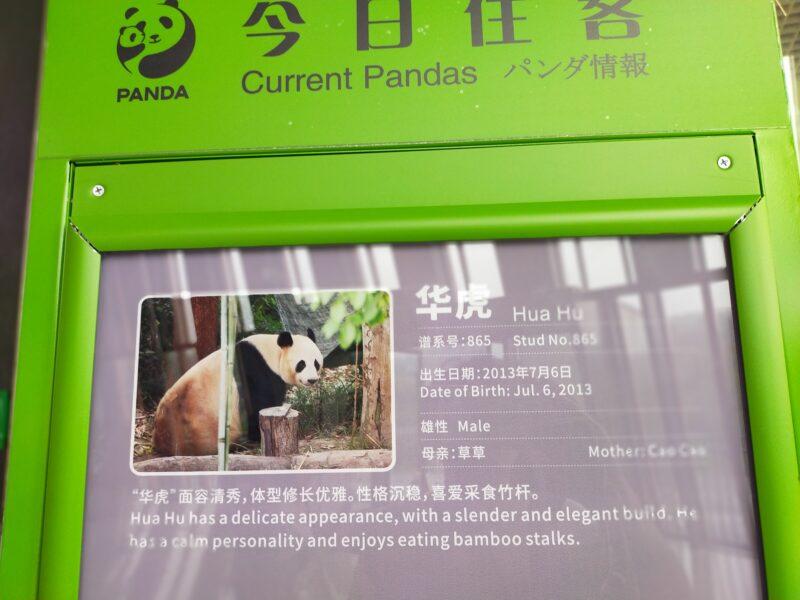 今日住客
PANDA
Current Pandas パンダ情報
华虎 Hua Hu
谱系号:865 Stud No.865
出生日期:2013年7月6日
Date of Birth: Jul. 6, 2013
雄性 Male
母亲:草草 Mother: Cao Cao
“华虎”面容清秀,体型修长优雅。性格沉稳,喜爱采食竹杆。
Hua Hu has a delicate appearance, with a slender and elegant build. He
has a calm personality and enjoys eating bamboo stalks.